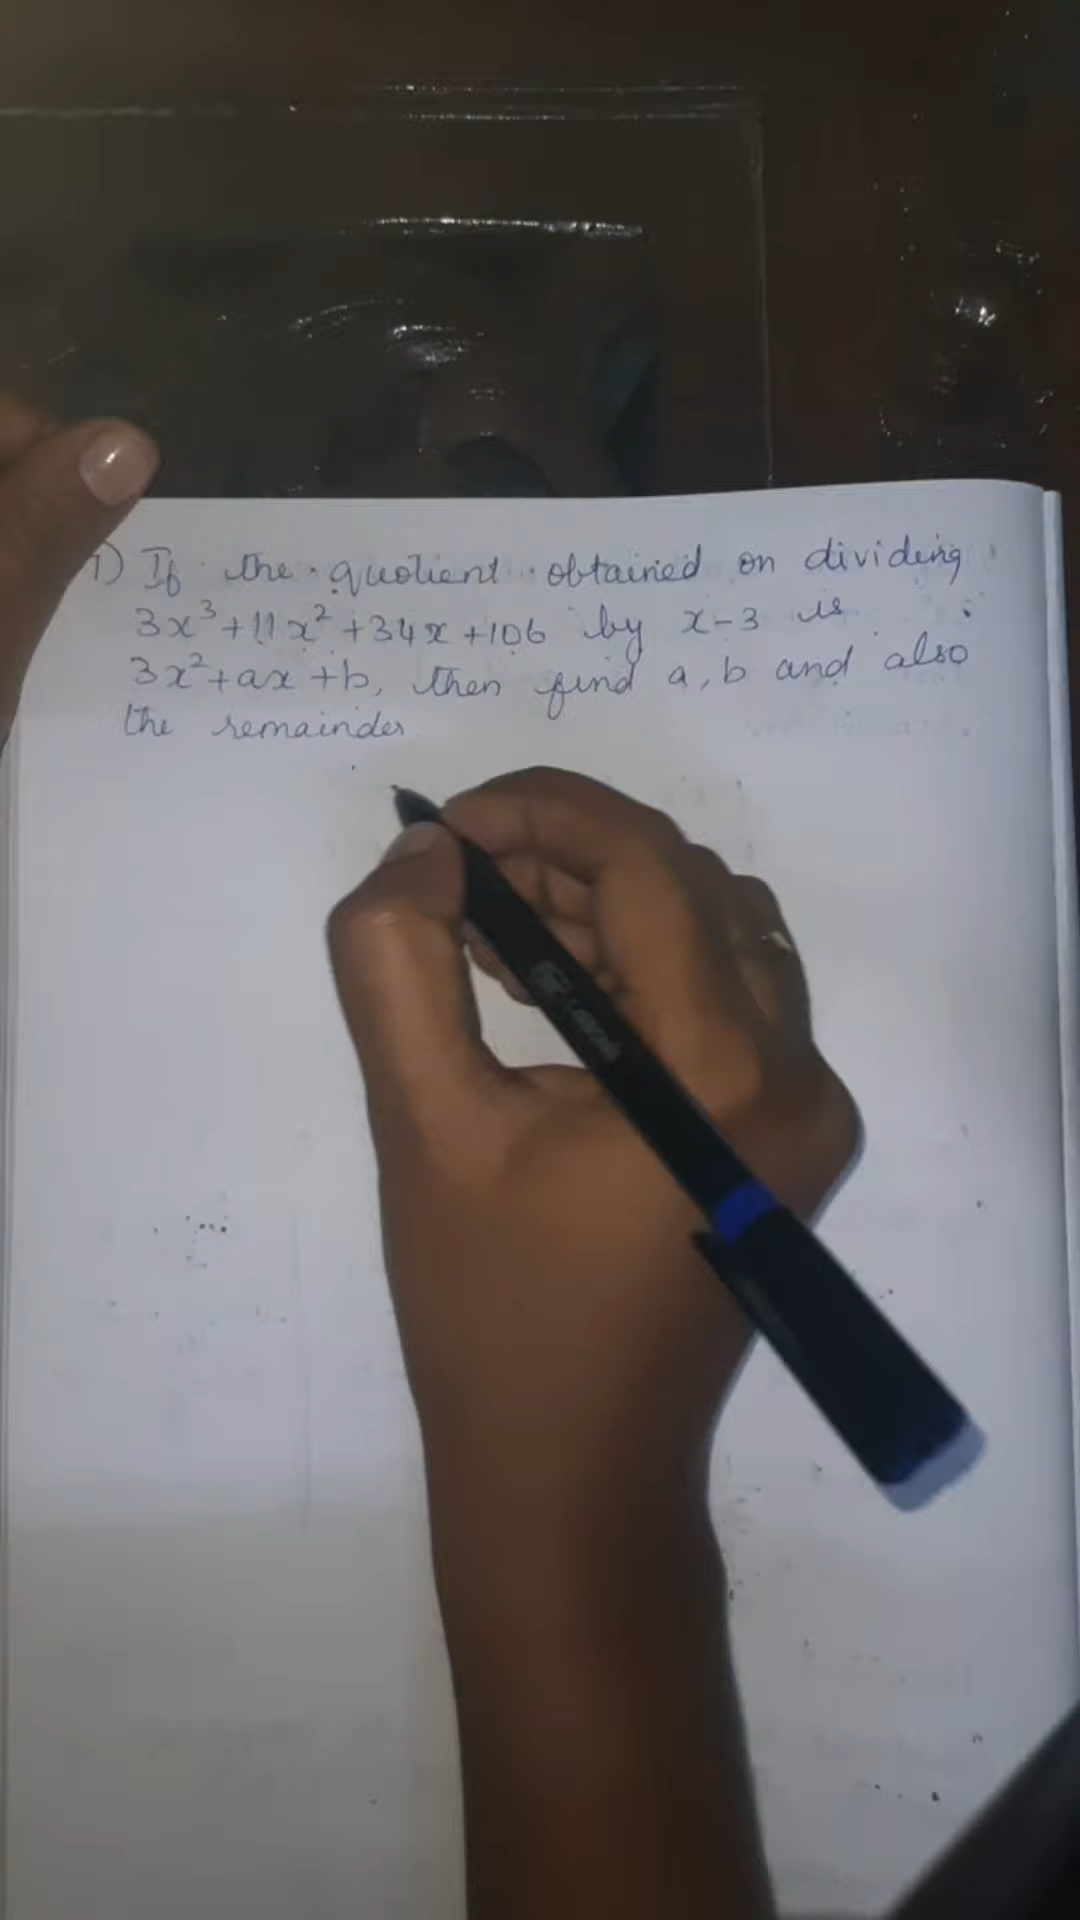 1) If the quotient obtained on dividing
3x³+11x²+34x+106 by x-3 is
3x²+ax+b, then find a, b and also
the remainder